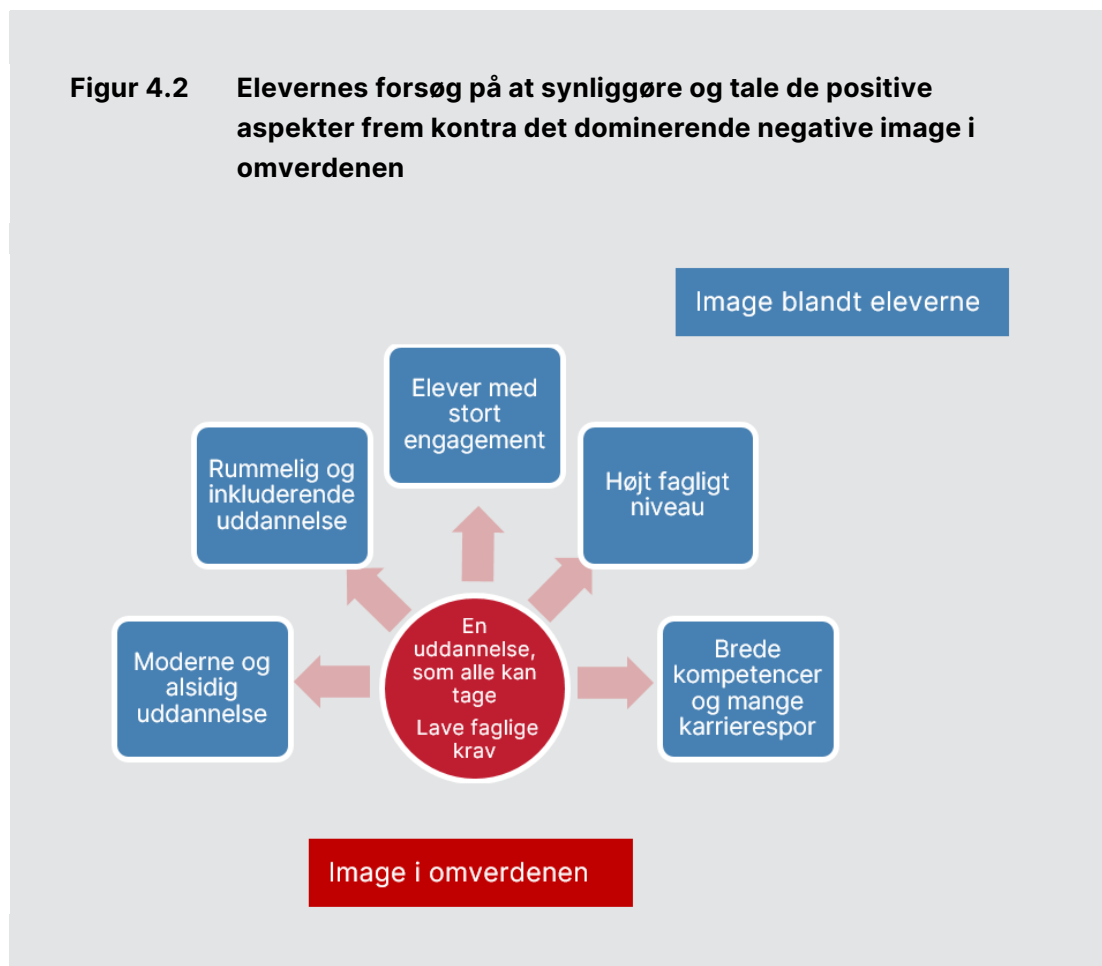 Figur 4.2 Elevernes forsøg på at synliggøre og tale de positive
aspekter frem kontra det dominerende negative image i
omverdenen
Image blandt eleverne
Elever med
stort
engagement
Rummelig og
inkluderende
uddannelse
Højt fagligt
niveau
Moderne og
alsidig
uddannelse
En
uddannelse,
som alle kan
tage
Lave faglige
krav
Brede
kompetencer
og mange
karrierespor
Image i omverdenen